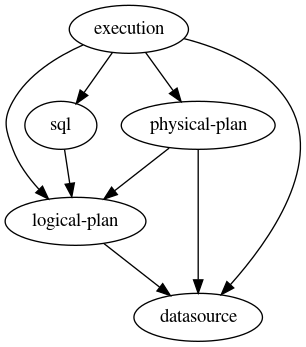 execution
sql
physical-plan
logical-plan
datasource